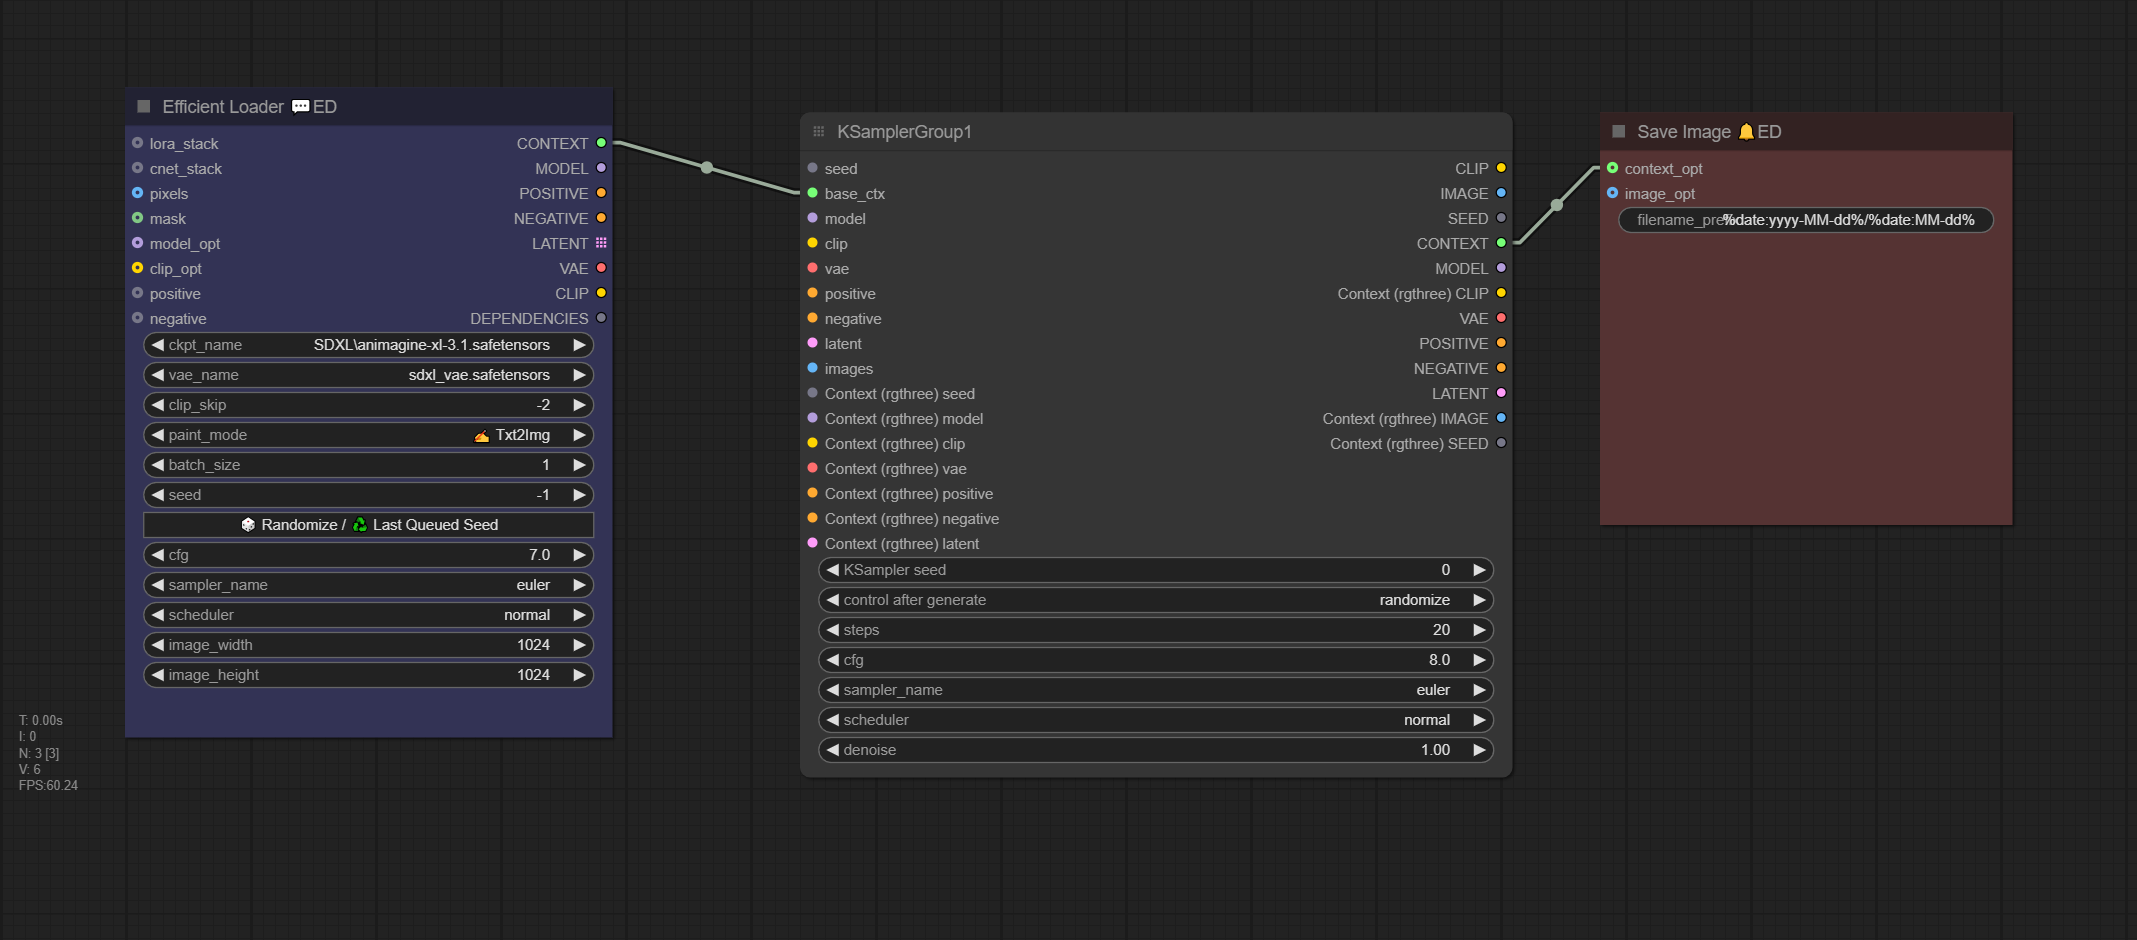 Efficient Loader 💬ED
lora_stack CONTEXT
cnet_stack MODEL
pixels POSITIVE
mask NEGATIVE
model_opt LATENT
clip_opt VAE
positive CLIP
negative DEPENDENCIES
ckpt_name SDXL\animagine-xl-3.1.safetensors
vae_name sdxl_vae.safetensors
clip_skip -2
paint_mode ✍ Txt2Img
batch_size 1
seed -1
🎲 Randomize / ♻ Last Queued Seed
cfg 7.0
sampler_name euler
scheduler normal
image_width 1024
image_height 1024
KSamplerGroup1
seed CLIP
base_ctx IMAGE
model SEED
clip CONTEXT
vae MODEL
positive Context (rgthree) CLIP
negative VAE
latent POSITIVE
images NEGATIVE
Context (rgthree) seed LATENT
Context (rgthree) model Context (rgthree) IMAGE
Context (rgthree) clip Context (rgthree) SEED
Context (rgthree) vae
Context (rgthree) positive
Context (rgthree) negative
Context (rgthree) latent
KSampler seed 0
control after generate randomize
steps 20
cfg 8.0
sampler_name euler
scheduler normal
denoise 1.00
Save Image 🔔ED
context_opt
image_opt
filename_pre%date:yyyy-MM-dd%/%date:MM-dd%
T: 0.00s
I: 0
N: 3 [3]
V: 6
FPS:60.24